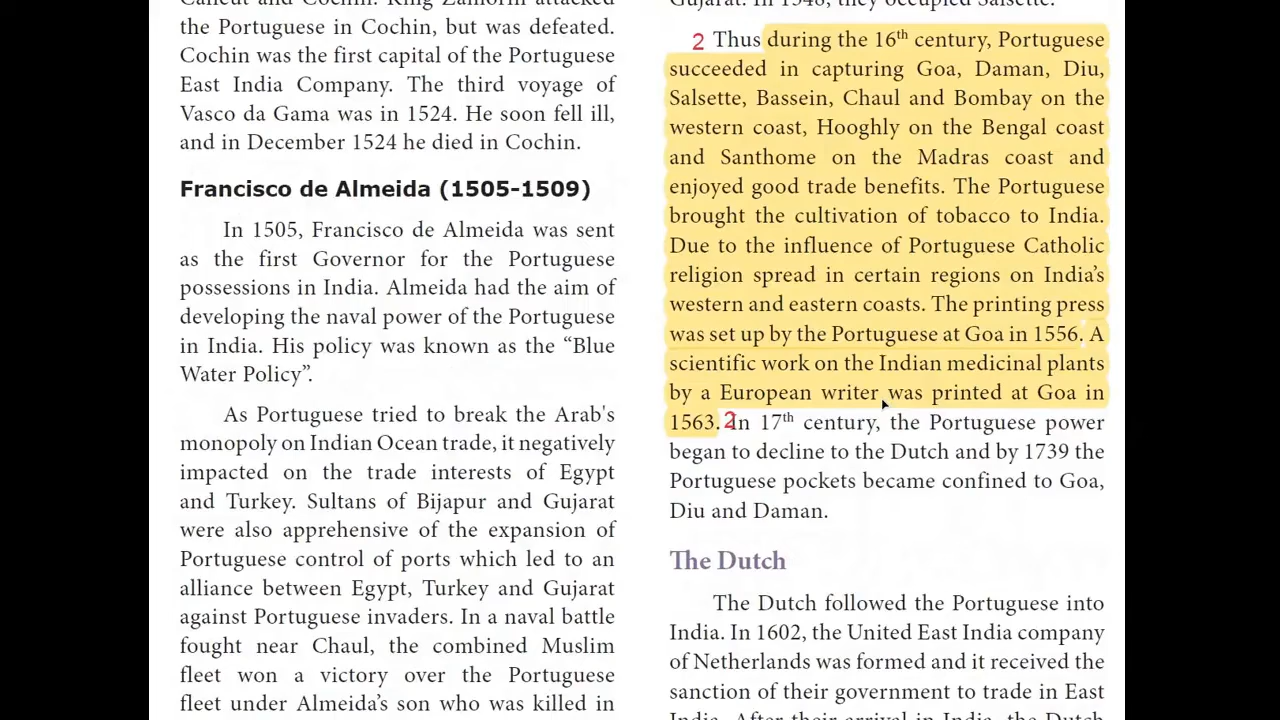 Calicut and Cochin. King Zamorin attacked
the Portuguese in Cochin, but was defeated.
Cochin was the first capital of the Portuguese
East India Company. The third voyage of
Vasco da Gama was in 1524. He soon fell ill,
and in December 1524 he died in Cochin.
Francisco de Almeida (1505-1509)
In 1505, Francisco de Almeida was sent
as the first Governor for the Portuguese
possessions in India. Almeida had the aim of
developing the naval power of the Portuguese
in India. His policy was known as the “Blue
Water Policy”.
As Portuguese tried to break the Arab's
monopoly on Indian Ocean trade, it negatively
impacted on the trade interests of Egypt
and Turkey. Sultans of Bijapur and Gujarat
were also apprehensive of the expansion of
Portuguese control of ports which led to an
alliance between Egypt, Turkey and Gujarat
against Portuguese invaders. In a naval battle
fought near Chaul, the combined Muslim
fleet won a victory over the Portuguese
fleet under Almeida’s son who was killed in
Gujarat. In 1548, they occupied Salsette.
2 Thus during the 16th century, Portuguese
succeeded in capturing Goa, Daman, Diu,
Salsette, Bassein, Chaul and Bombay on the
western coast, Hooghly on the Bengal coast
and Santhome on the Madras coast and
enjoyed good trade benefits. The Portuguese
brought the cultivation of tobacco to India.
Due to the influence of Portuguese Catholic
religion spread in certain regions on India’s
western and eastern coasts. The printing press
was set up by the Portuguese at Goa in 1556. A
scientific work on the Indian medicinal plants
by a European writer was printed at Goa in
1563. 2 In 17th century, the Portuguese power
began to decline to the Dutch and by 1739 the
Portuguese pockets became confined to Goa,
Diu and Daman.
The Dutch
The Dutch followed the Portuguese into
India. In 1602, the United East India company
of Netherlands was formed and it received the
sanction of their government to trade in East
India. After their arrival in India, the Dutch